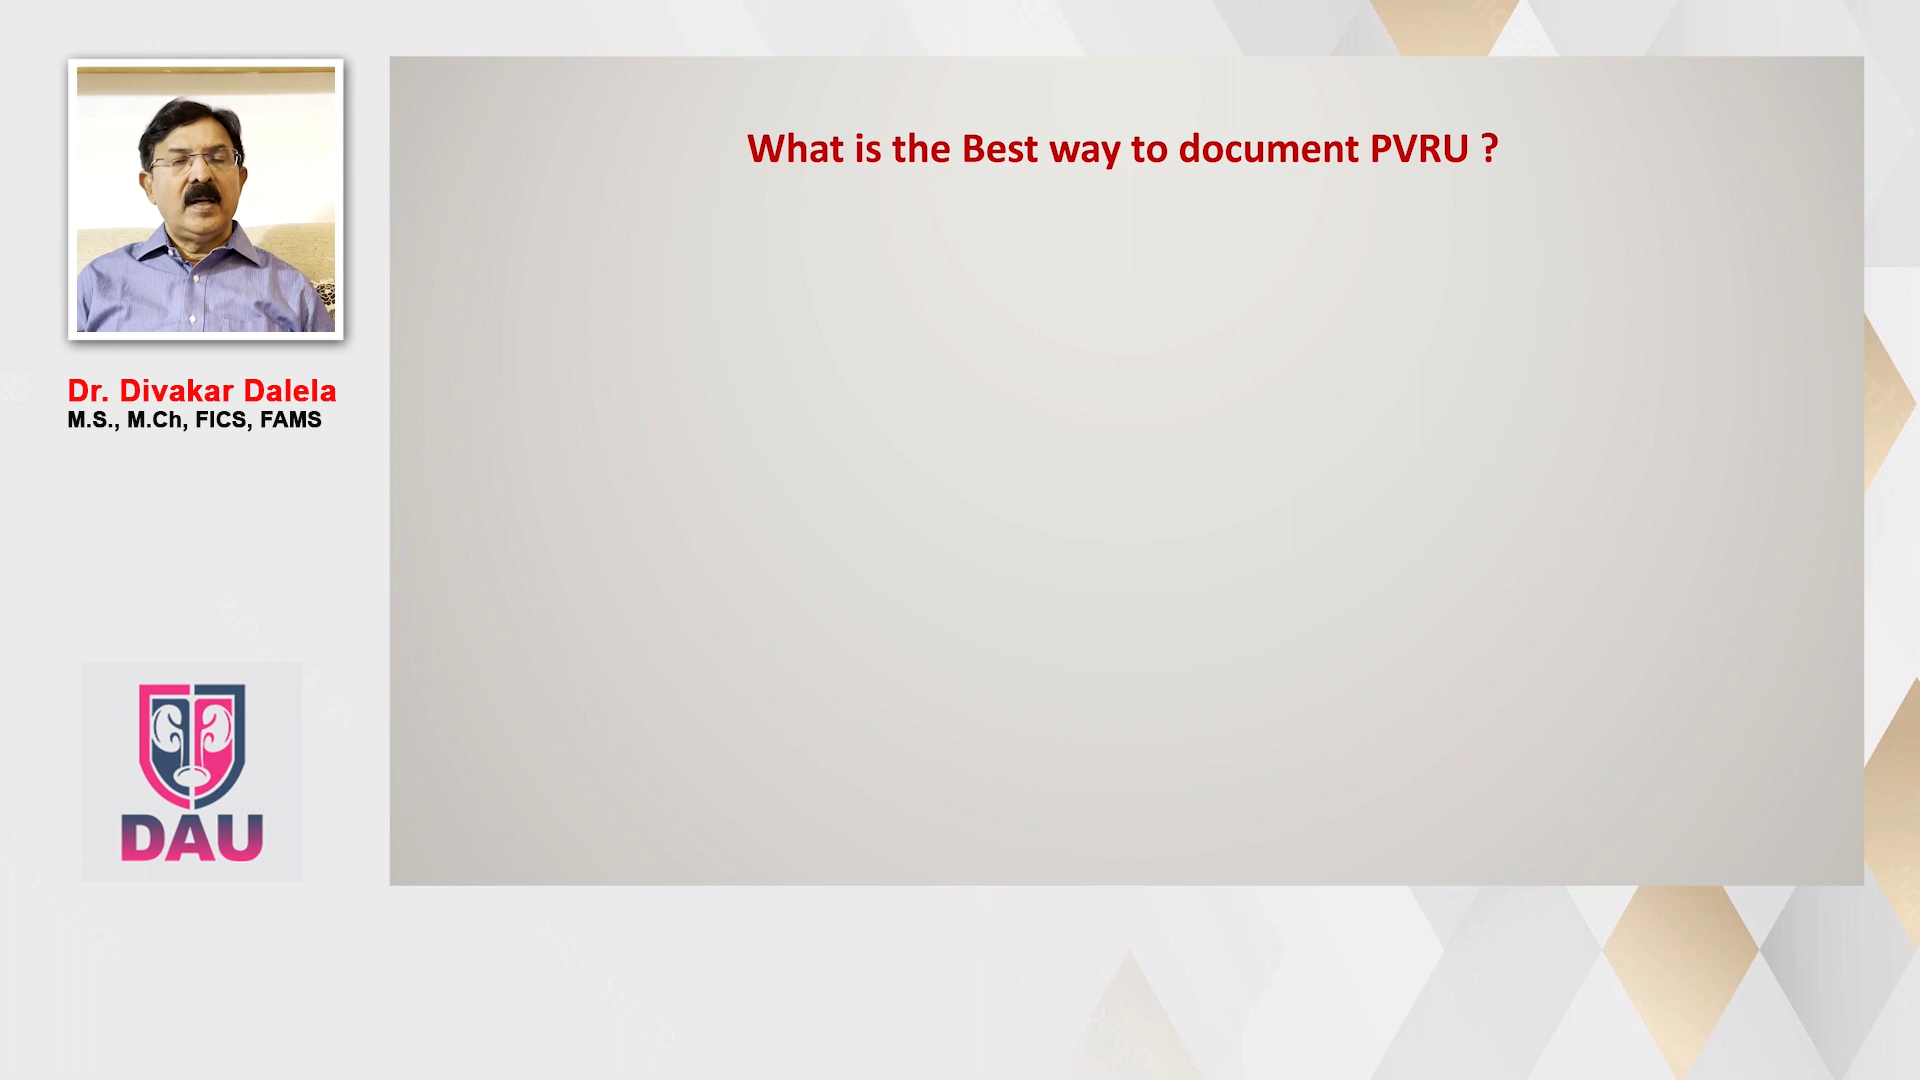 What is the Best way to document PVRU ?
Dr. Divakar Dalela
M.S., M.Ch, FICS, FAMS
DAU